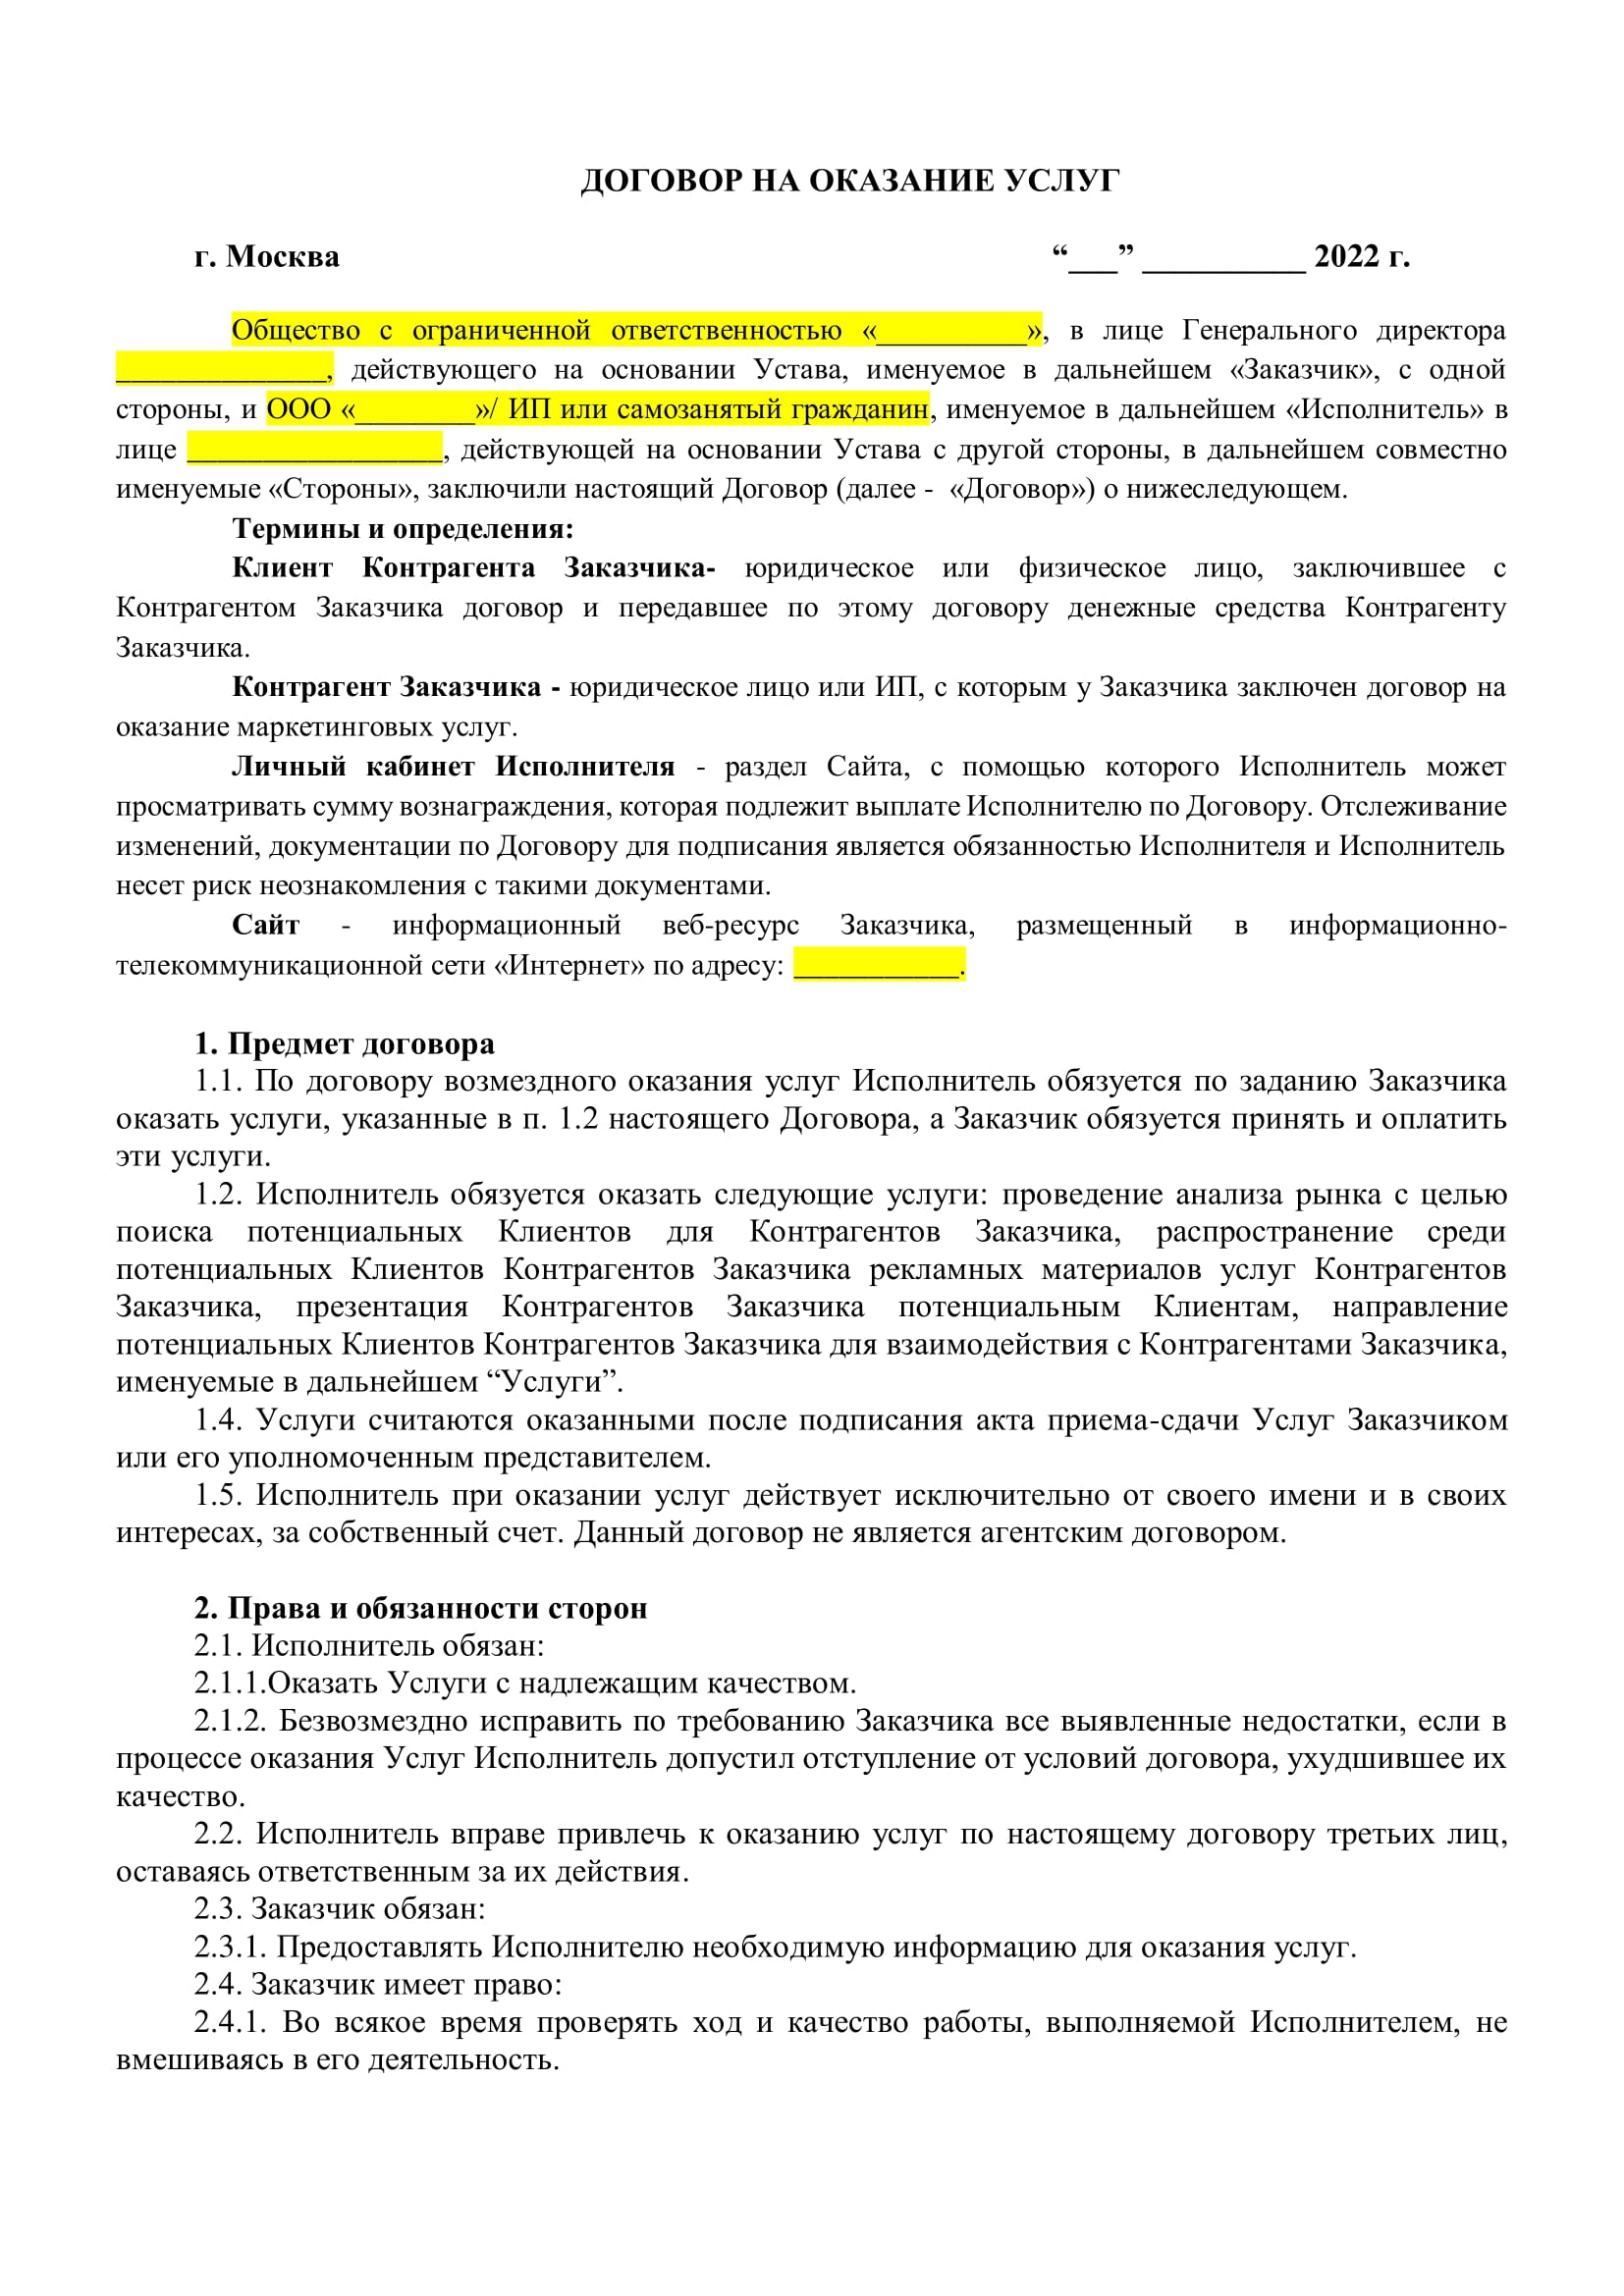 ДОГОВОР НА ОКАЗАНИЕ УСЛУГ
г. Москва “___” __________ 2022 г.
Общество с ограниченной ответственностью «__________», в лице Генерального директора
______________, действующего на основании Устава, именуемое в дальнейшем «Заказчик», с одной
стороны, и ООО «________»/ ИП или самозанятый гражданин, именуемое в дальнейшем «Исполнитель» в
лице _________________, действующей на основании Устава с другой стороны, в дальнейшем совместно
именуемые «Стороны», заключили настоящий Договор (далее - «Договор») о нижеследующем.
Термины и определения:
Клиент Контрагента Заказчика- юридическое или физическое лицо, заключившее с
Контрагентом Заказчика договор и передавшее по этому договору денежные средства Контрагенту
Заказчика.
Контрагент Заказчика - юридическое лицо или ИП, с которым у Заказчика заключен договор на
оказание маркетинговых услуг.
Личный кабинет Исполнителя - раздел Сайта, с помощью которого Исполнитель может
просматривать сумму вознаграждения, которая подлежит выплате Исполнителю по Договору. Отслеживание
изменений, документации по Договору для подписания является обязанностью Исполнителя и Исполнитель
несет риск неознакомления с такими документами.
Сайт - информационный веб-ресурс Заказчика, размещенный в информационно-
телекоммуникационной сети «Интернет» по адресу: ___________.
1. Предмет договора
1.1. По договору возмездного оказания услуг Исполнитель обязуется по заданию Заказчика
оказать услуги, указанные в п. 1.2 настоящего Договора, а Заказчик обязуется принять и оплатить
эти услуги.
1.2. Исполнитель обязуется оказать следующие услуги: проведение анализа рынка с целью
поиска потенциальных Клиентов для Контрагентов Заказчика, распространение среди
потенциальных Клиентов Контрагентов Заказчика рекламных материалов услуг Контрагентов
Заказчика, презентация Контрагентов Заказчика потенциальным Клиентам, направление
потенциальных Клиентов Контрагентов Заказчика для взаимодействия с Контрагентами Заказчика,
именуемые в дальнейшем “Услуги”.
1.4. Услуги считаются оказанными после подписания акта приема-сдачи Услуг Заказчиком
или его уполномоченным представителем.
1.5. Исполнитель при оказании услуг действует исключительно от своего имени и в своих
интересах, за собственный счет. Данный договор не является агентским договором.
2. Права и обязанности сторон
2.1. Исполнитель обязан:
2.1.1.Оказать Услуги с надлежащим качеством.
2.1.2. Безвозмездно исправить по требованию Заказчика все выявленные недостатки, если в
процессе оказания Услуг Исполнитель допустил отступление от условий договора, ухудшившее их
качество.
2.2. Исполнитель вправе привлечь к оказанию услуг по настоящему договору третьих лиц,
оставаясь ответственным за их действия.
2.3. Заказчик обязан:
2.3.1. Предоставлять Исполнителю необходимую информацию для оказания услуг.
2.4. Заказчик имеет право:
2.4.1. Во всякое время проверять ход и качество работы, выполняемой Исполнителем, не
вмешиваясь в его деятельность.